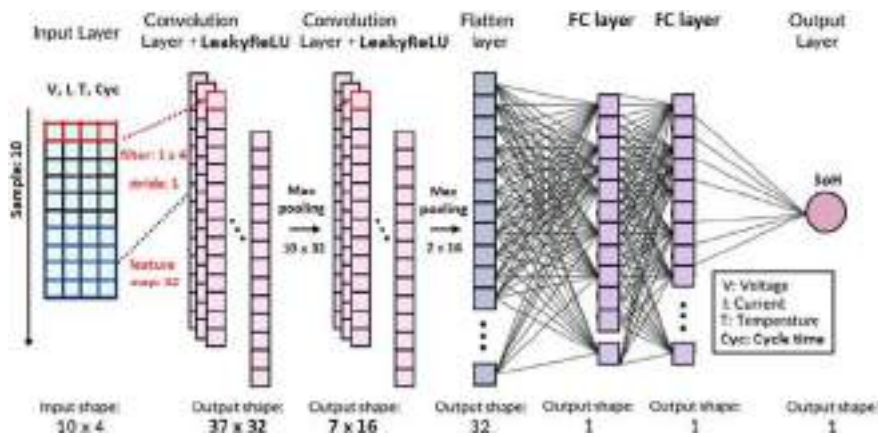 Input Layer
Convolution
Layer + LeakyReLU
Convolution
Layer + LeakyReLU
Flatten
layer
FC layer
FC layer
Output
Layer
V, I, T, Cyc
Sample: 10
filter: 1 x 4
stride: 1
feature
map: 32
Max
pooling
10 x 32
Max
pooling
2 x 16
SoH
V: Voltage
I: Current
T: Temperature
Cyc: Cycle time
Input shape:
10 x 4
Output shape:
37 x 32
Output shape:
7 x 16
Output shape:
32
Output shape:
1
Output shape:
1
Output shape:
1